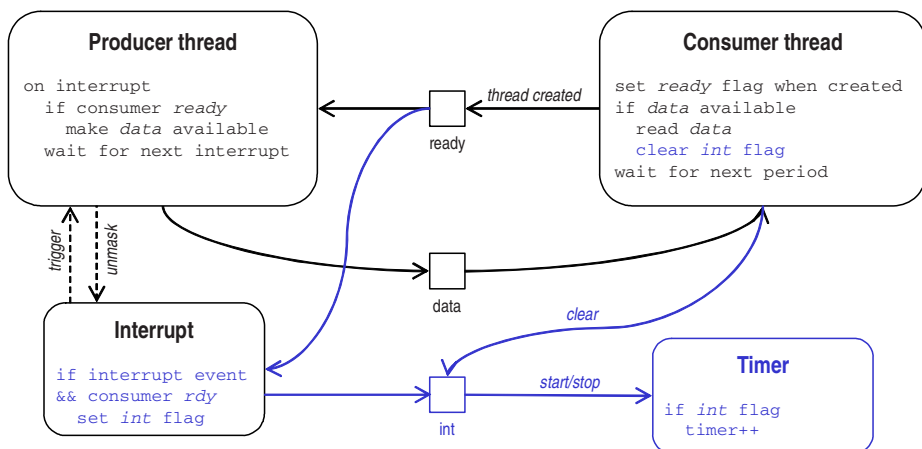 Producer thread
on interrupt
if consumer ready
make data available
wait for next interrupt
thread created
ready
Consumer thread
set ready flag when created
if data available
read data
clear int flag
wait for next period
trigger
unmask
data
Interrupt
if interrupt event
&& consumer rdy
set int flag
clear
int
start/stop
Timer
if int flag
timer++